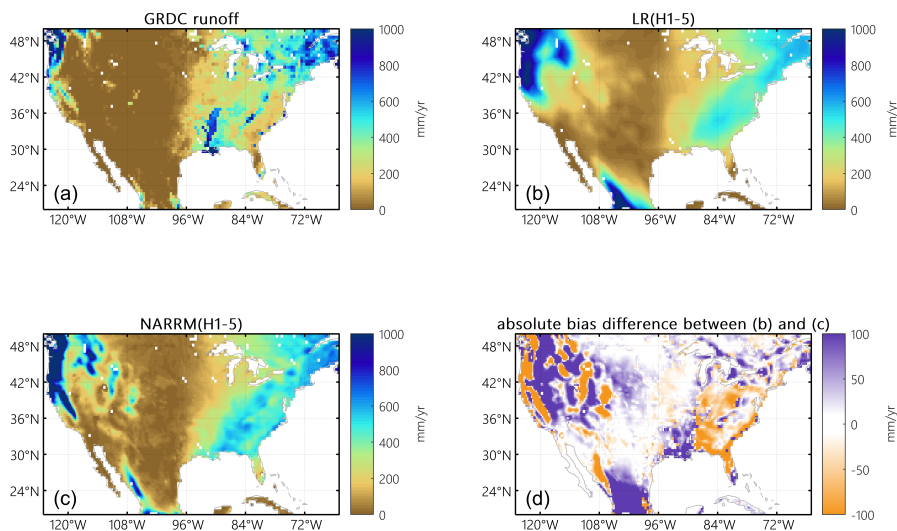 GRDC runoff
48°N
42°N
36°N
30°N
24°N
120°W 108°W 96°W 84°W 72°W
(a)
1000
800
600
400
200
0
mm/yr
LR(H1-5)
48°N
42°N
36°N
30°N
24°N
120°W 108°W 96°W 84°W 72°W
(b)
1000
800
600
400
200
0
mm/yr
NARRM(H1-5)
48°N
42°N
36°N
30°N
24°N
120°W 108°W 96°W 84°W 72°W
(c)
1000
800
600
400
200
0
mm/yr
absolute bias difference between (b) and (c)
48°N
42°N
36°N
30°N
24°N
120°W 108°W 96°W 84°W 72°W
(d)
100
50
0
-50
-100
mm/yr